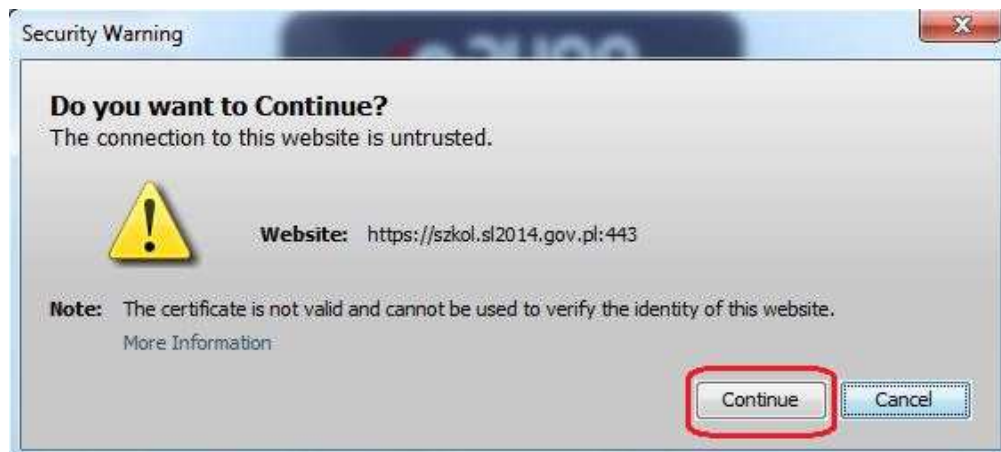 Security Warning
Do you want to Continue?
The connection to this website is untrusted.
Website: https://szkol.sl2014.gov.pl:443
Note: The certificate is not valid and cannot be used to verify the identity of this website.
More Information
Continue Cancel